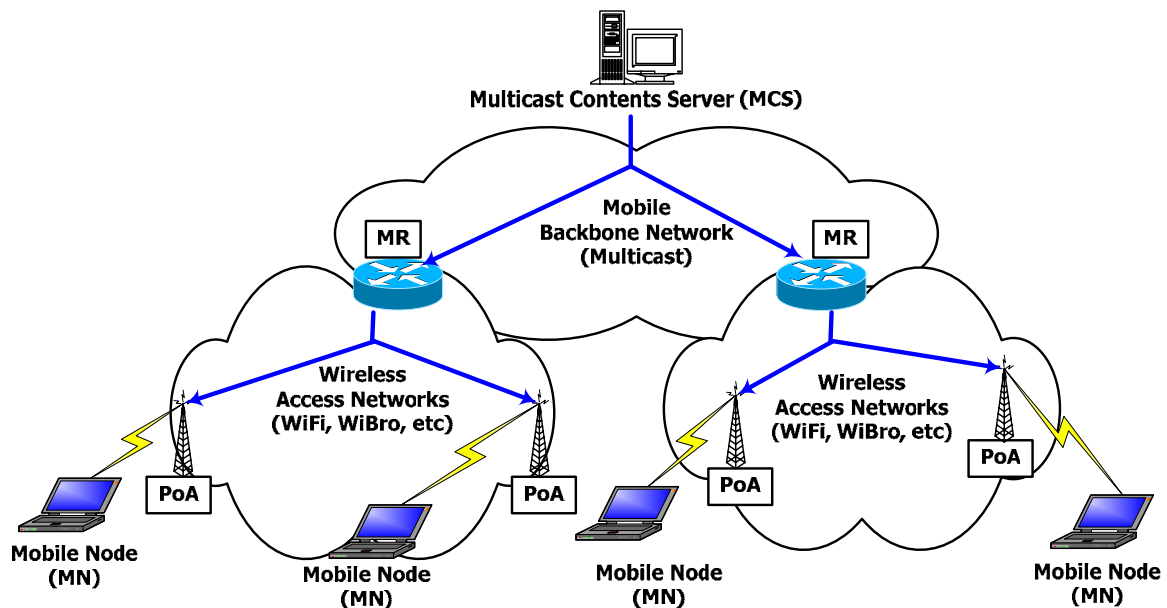 Multicast Contents Server (MCS)
Mobile
Backbone Network
(Multicast)
MR
MR
Wireless
Access Networks
(WiFi, WiBro, etc)
Wireless
Access Networks
(WiFi, WiBro, etc)
PoA
PoA
PoA
PoA
Mobile Node
(MN)
Mobile Node
(MN)
Mobile Node
(MN)
Mobile Node
(MN)